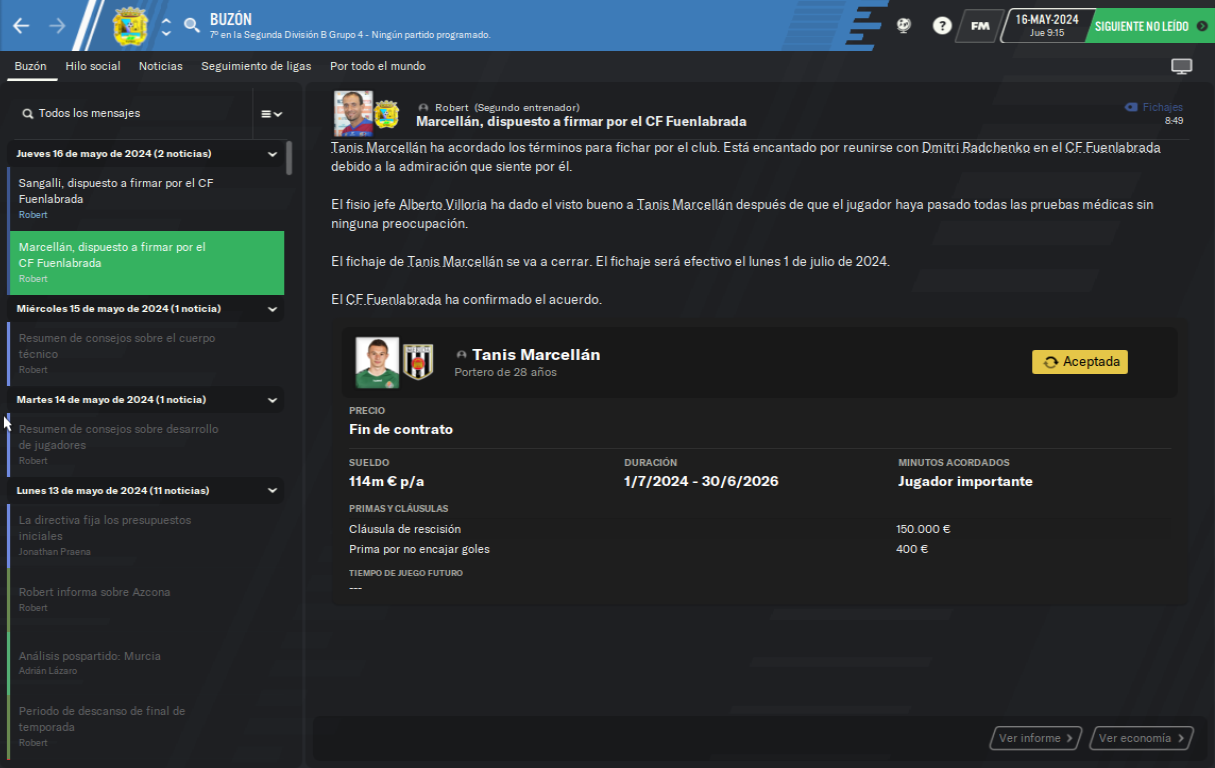 BUZÓN
7º en la Segunda División B Grupo 4 - Ningún partido programado.
?
FM
16-MAY-2024
Jue 9:15
SIGUIENTE NO LEÍDO
Buzón
Hilo social
Noticias
Seguimiento de ligas
Por todo el mundo
Todos los mensajes
Jueves 16 de mayo de 2024 (2 noticias)
Sangalli, dispuesto a firmar por el CF
Fuenlabrada
Robert
Marcellán, dispuesto a firmar por el
CF Fuenlabrada
Robert
Miércoles 15 de mayo de 2024 (1 noticia)
Resumen de consejos sobre el cuerpo
técnico
Robert
Martes 14 de mayo de 2024 (1 noticia)
Resumen de consejos sobre desarrollo
de jugadores
Robert
Lunes 13 de mayo de 2024 (11 noticias)
La directiva fija los presupuestos
iniciales
Jonathan Praena
Robert informa sobre Azcona
Robert
Análisis pospartido: Murcia
Adrián Lázaro
Periodo de descanso de final de
temporada
Robert
Robert (Segundo entrenador)
Marcellán, dispuesto a firmar por el CF Fuenlabrada
Fichajes
8:49
Tanis Marcellán ha acordado los términos para fichar por el club. Está encantado por reunirse con Dmitri Radchenko en el CF Fuenlabrada
debido a la admiración que siente por él.
El fisio jefe Alberto Villoria ha dado el visto bueno a Tanis Marcellán después de que el jugador haya pasado todas las pruebas médicas sin
ninguna preocupación.
El fichaje de Tanis Marcellán se va a cerrar. El fichaje será efectivo el lunes 1 de julio de 2024.
El CF Fuenlabrada ha confirmado el acuerdo.
Tanis Marcellán
Portero de 28 años
Aceptada
PRECIO
Fin de contrato
SUELDO
114m € p/a
DURACIÓN
1/7/2024 - 30/6/2026
MINUTOS ACORDADOS
Jugador importante
PRIMAS Y CLÁUSULAS
Cláusula de rescisión
150.000 €
Prima por no encajar goles
400 €
TIEMPO DE JUEGO FUTURO
---
Ver informe
Ver economía